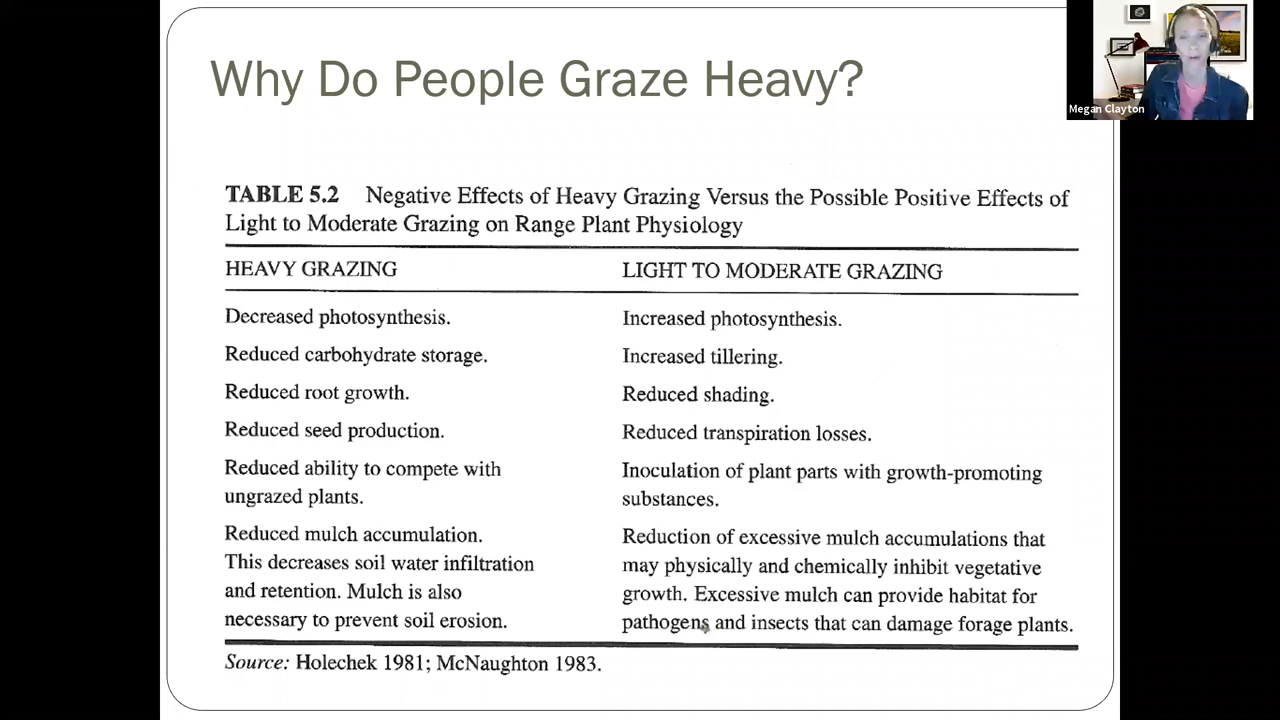 Why Do People Graze Heavy?
Megan Clayton
TABLE 5.2 Negative Effects of Heavy Grazing Versus the Possible Positive Effects of
Light to Moderate Grazing on Range Plant Physiology
HEAVY GRAZING
LIGHT TO MODERATE GRAZING
Decreased photosynthesis.
Increased photosynthesis.
Reduced carbohydrate storage.
Increased tillering.
Reduced root growth.
Reduced shading.
Reduced seed production.
Reduced transpiration losses.
Reduced ability to compete with
ungrazed plants.
Inoculation of plant parts with growth-promoting
substances.
Reduced mulch accumulation.
This decreases soil water infiltration
and retention. Mulch is also
necessary to prevent soil erosion.
Reduction of excessive mulch accumulations that
may physically and chemically inhibit vegetative
growth. Excessive mulch can provide habitat for
pathogens and insects that can damage forage plants.
Source: Holechek 1981; McNaughton 1983.